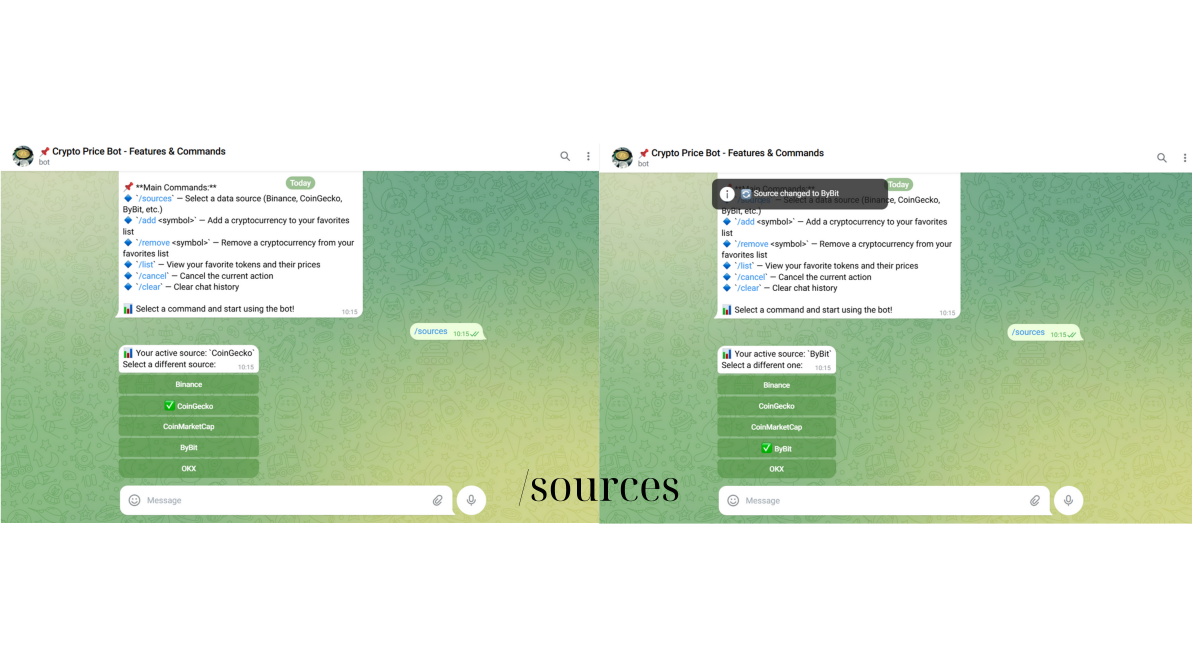 📌 Crypto Price Bot - Features & Commands
bot
Today
📌 **Main Commands:**
🔹 `/sources` — Select a data source (Binance, CoinGecko,
ByBit, etc.)
🔹 `/add <symbol>` — Add a cryptocurrency to your favorites
list
🔹 `/remove <symbol>` — Remove a cryptocurrency from your
favorites list
🔹 `/list` — View your favorite tokens and their prices
🔹 `/cancel` — Cancel the current action
🔹 `/clear` — Clear chat history
📊 Select a command and start using the bot!
10:15
/sources 10:15
📊 Your active source: `CoinGecko`
Select a different source: 10:15
Binance
✅ CoinGecko
CoinMarketCap
ByBit
OKX
Message
📌 Crypto Price Bot - Features & Commands
bot
Today
🔄 Source changed to ByBit
Select a data source (Binance, CoinGecko,
ByBit, etc.)
🔹 `/add <symbol>` — Add a cryptocurrency to your favorites
list
🔹 `/remove <symbol>` — Remove a cryptocurrency from your
favorites list
🔹 `/list` — View your favorite tokens and their prices
🔹 `/cancel` — Cancel the current action
🔹 `/clear` — Clear chat history
📊 Select a command and start using the bot!
10:15
/sources 10:15
📊 Your active source: `ByBit`
Select a different one: 10:15
Binance
CoinGecko
CoinMarketCap
✅ ByBit
OKX
Message
/sources